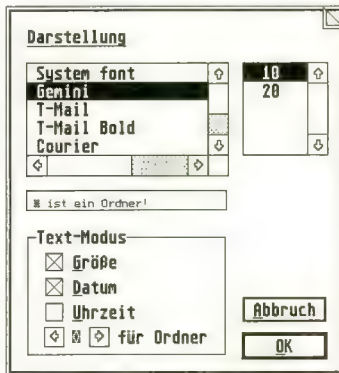 Darstellung
System font
Gemini
T-Mail
T-Mail Bold
Courier
10
20
ist ein Ordner!
Text-Modus
Größe
Datum
Uhrzeit
für Ordner
Abbruch
OK